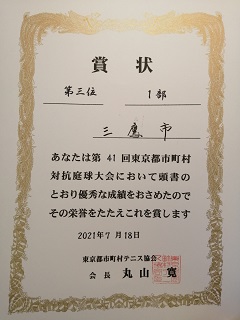 賞状
第三位 1部
三鷹市
あなたは第 41 回東京都市町村
対抗庭球大会において頭書の
とおり優秀な成績をおさめたので
その栄誉をたたえこれを賞します
2021年 7月 18日
東京都市町村テニス協会
会長 丸山 寛